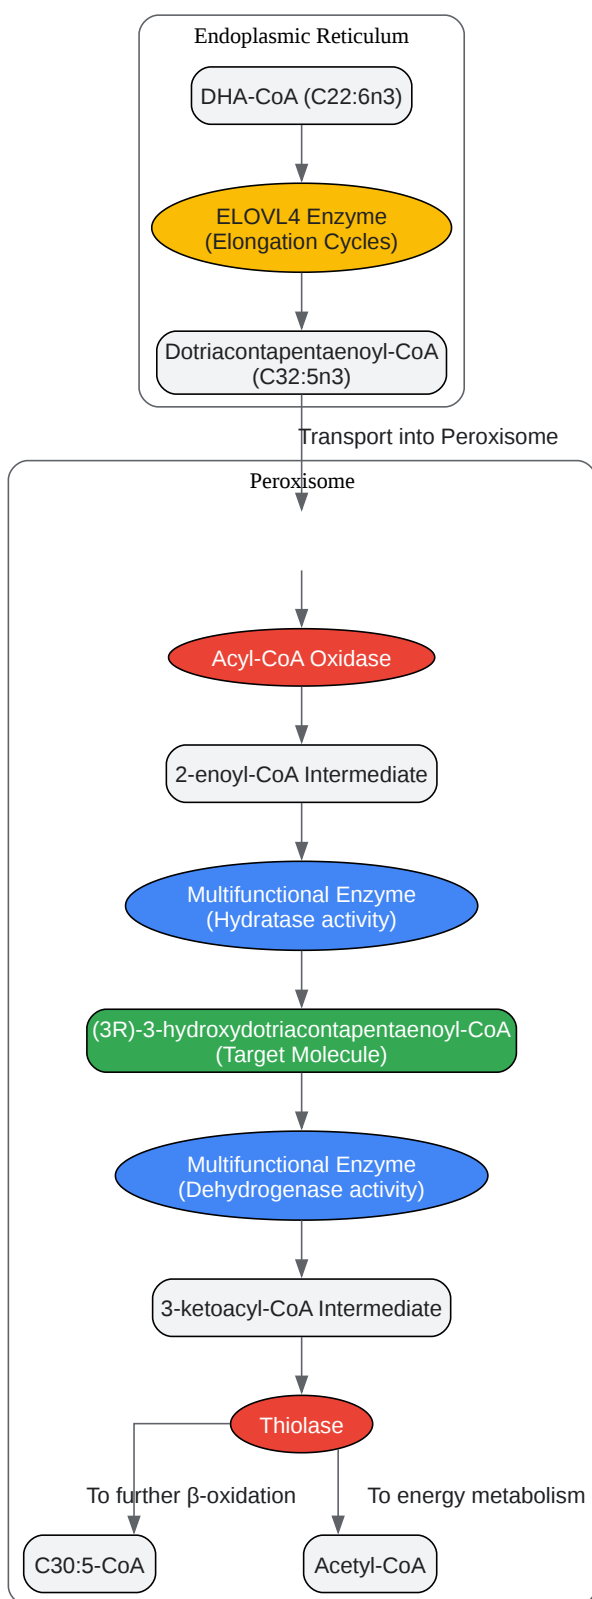 Endoplasmic Reticulum
DHA-CoA (C22:6n3)
ELOVL4 Enzyme
(Elongation Cycles)
Dotriacontapentaenoyl-CoA
(C32:5n3)
Transport into Peroxisome
Peroxisome
Acyl-CoA Oxidase
2-enoyl-CoA Intermediate
Multifunctional Enzyme
(Hydratase activity)
(3R)-3-hydroxydotriacontapentaenoyl-CoA
(Target Molecule)
Multifunctional Enzyme
(Dehydrogenase activity)
3-ketoacyl-CoA Intermediate
Thiolase
To further β-oxidation
To energy metabolism
C30:5-CoA
Acetyl-CoA